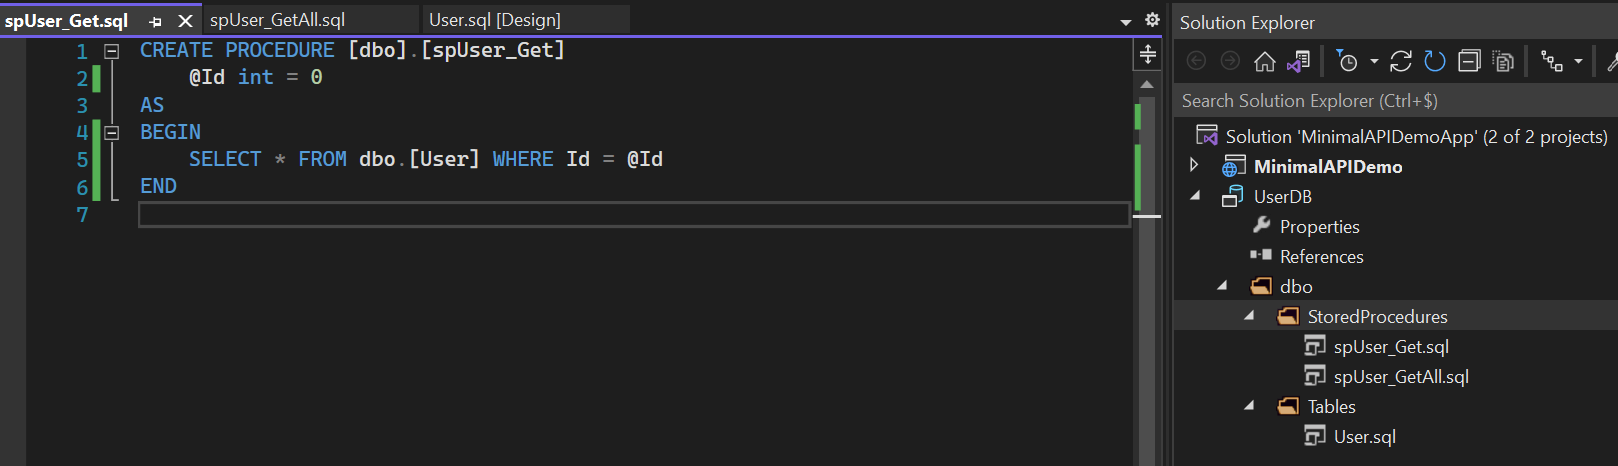 spUser_Get.sql
spUser_GetAll.sql
User.sql [Design]
1 CREATE PROCEDURE [dbo].[spUser_Get]
2 @Id int = 0
3 AS
4 BEGIN
5 SELECT * FROM dbo.[User] WHERE Id = @Id
6 END
7
Solution Explorer
Search Solution Explorer (Ctrl+$)
Solution 'MinimalAPIDemoApp' (2 of 2 projects)
MinimalAPIDemo
UserDB
Properties
References
dbo
StoredProcedures
spUser_Get.sql
spUser_GetAll.sql
Tables
User.sql